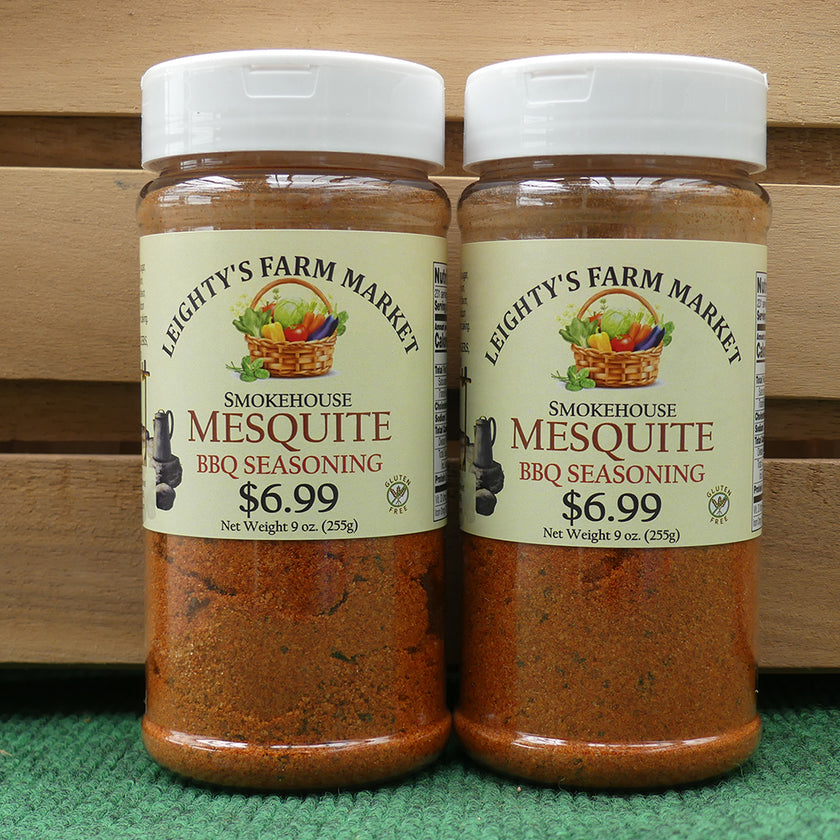 LEIGHTY'S FARM MARKET
SMOKEHOUSE
MESQUITE
BBQ SEASONING
$6.99
Net Weight 9 oz. (255g)
GLUTEN
FREE
LEIGHTY'S FARM MARKET
SMOKEHOUSE
MESQUITE
BBQ SEASONING
$6.99
Net Weight 9 oz. (255g)
GLUTEN
FREE